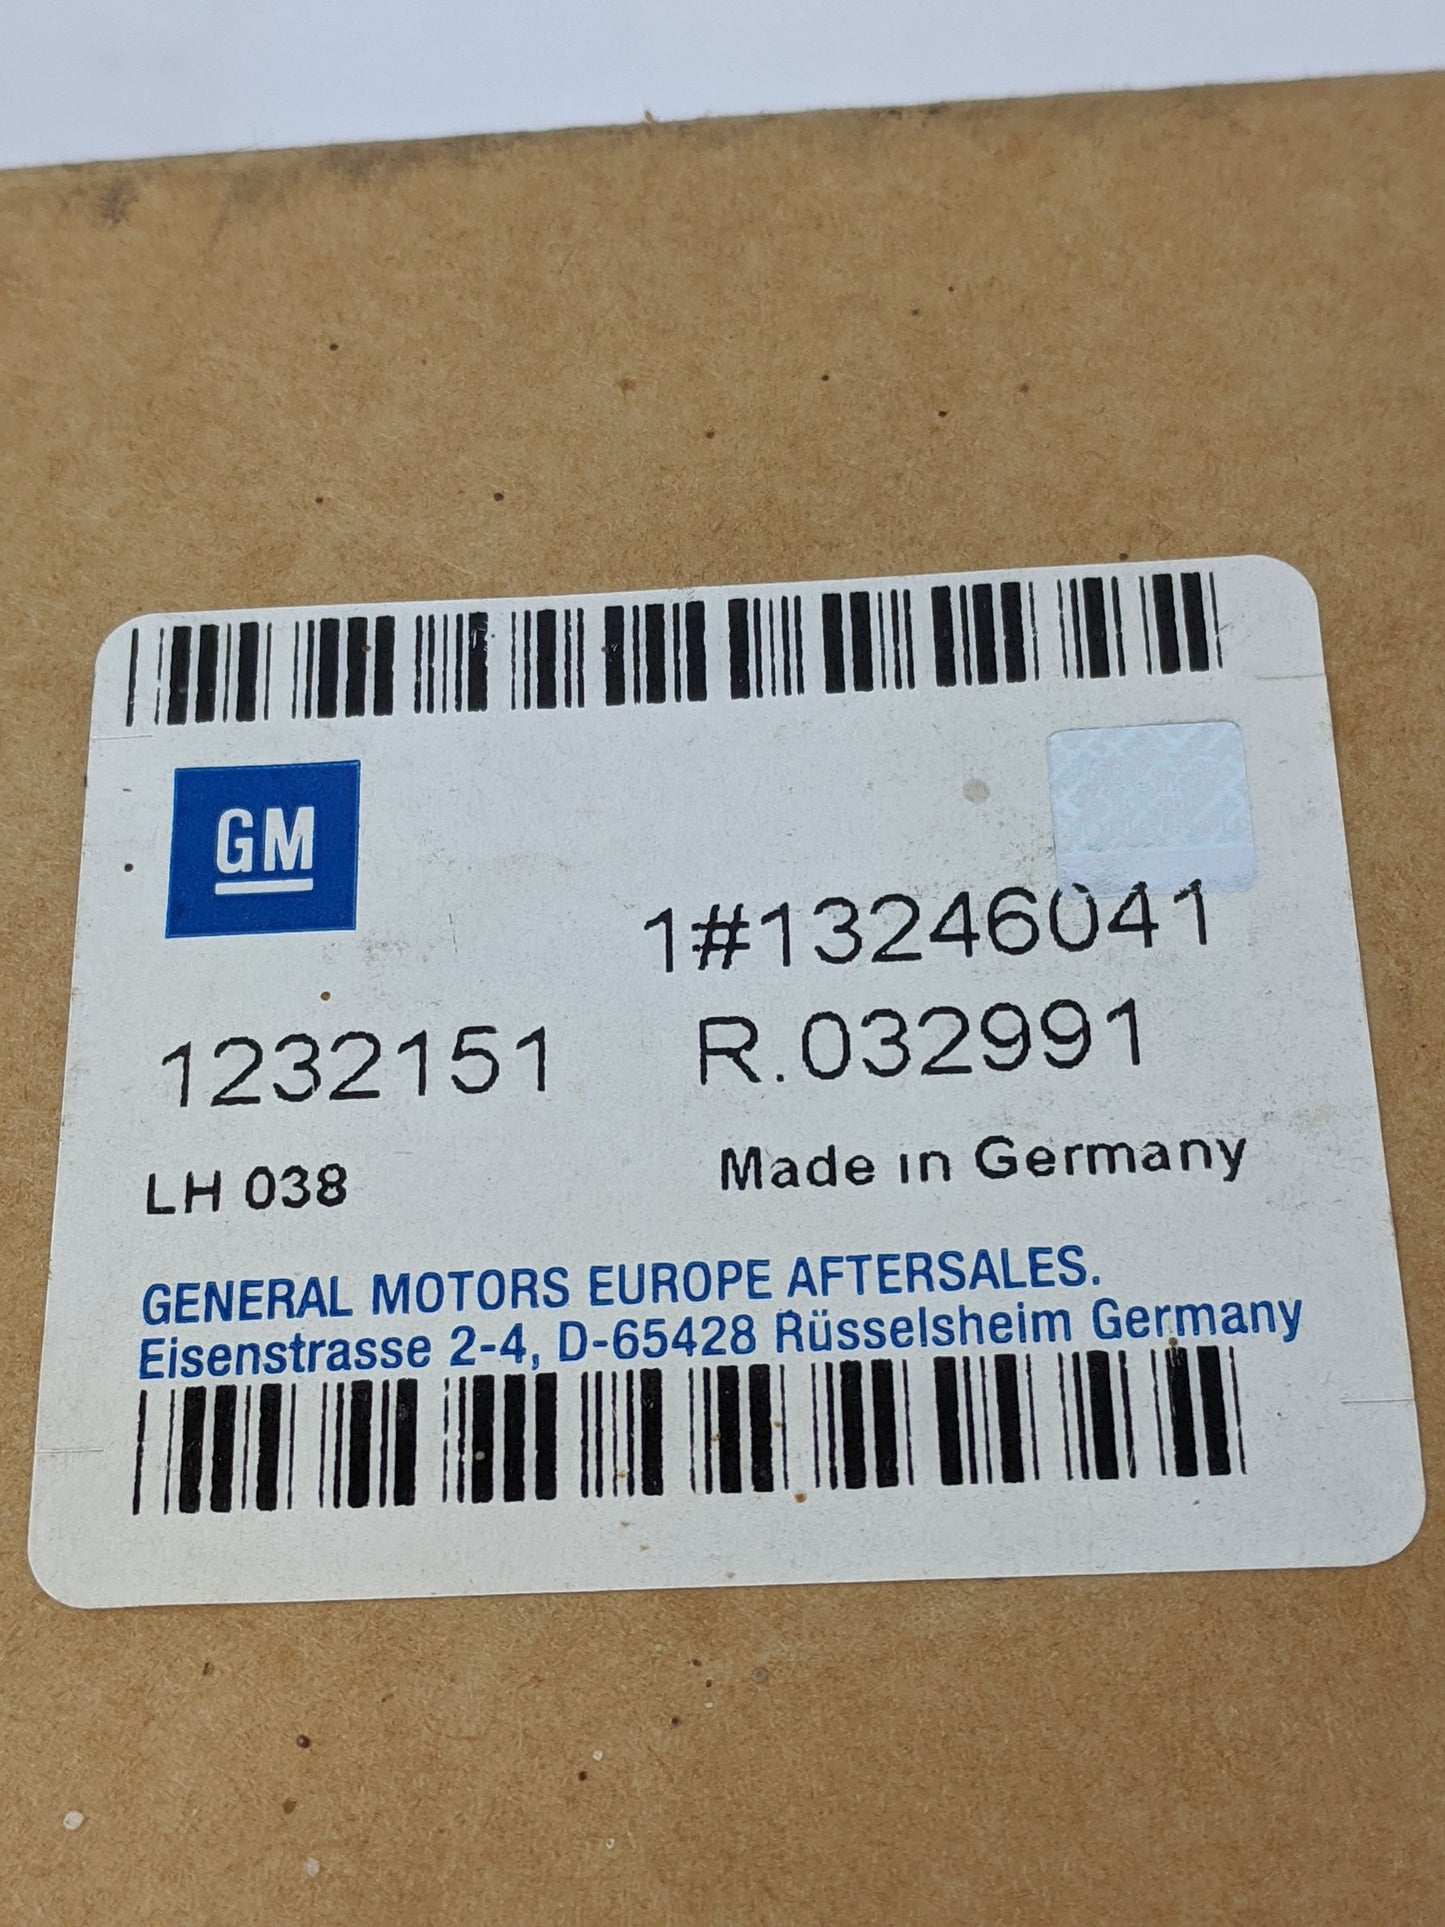 GM
1#13246041
1232151 R.032991
LH 038 Made in Germany
GENERAL MOTORS EUROPE AFTERSALES.
Eisenstrasse 2-4, D-65428 Rüsselsheim Germany